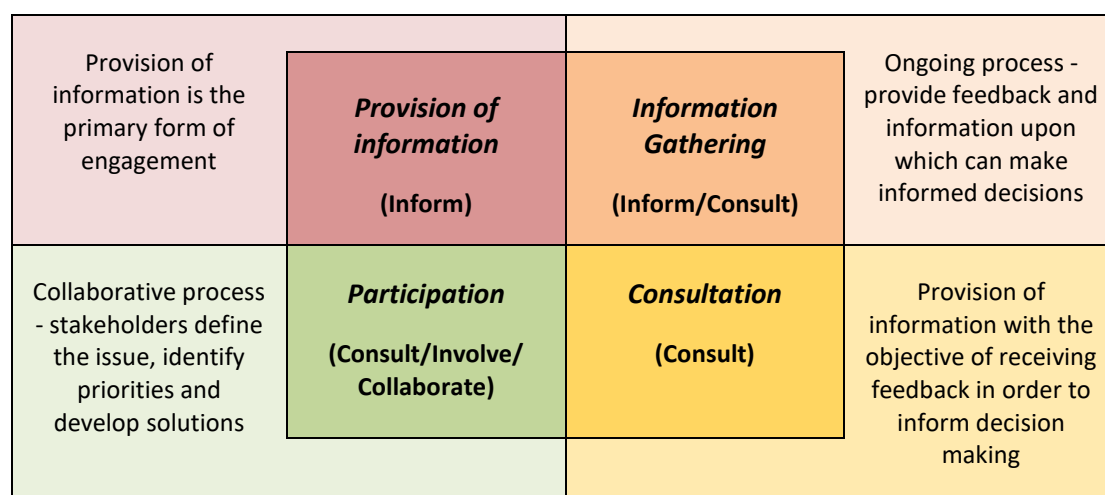 Provision of
information is the
primary form of
engagement
Provision of
information
(Inform)
Information
Gathering
(Inform/Consult)
Ongoing process -
provide feedback and
information upon
which can make
informed decisions
Collaborative process
- stakeholders define
the issue, identify
priorities and
develop solutions
Participation
(Consult/Involve/
Collaborate)
Consultation
(Consult)
Provision of
information with the
objective of receiving
feedback in order to
inform decision
making